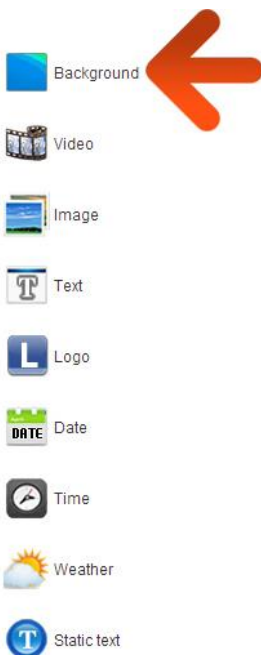 Background
Video
Image
T
Text
L
Logo
DATE
Date
Time
Weather
T
Static text